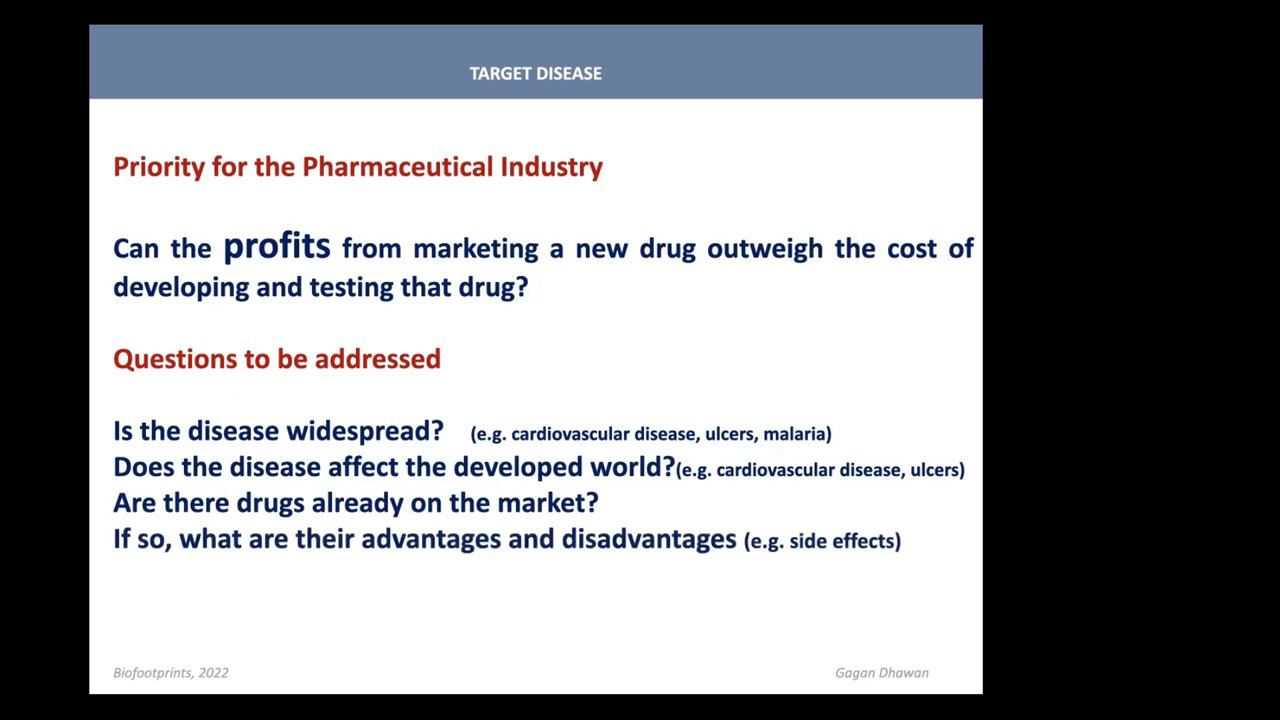 TARGET DISEASE
Priority for the Pharmaceutical Industry
Can the profits from marketing a new drug outweigh the cost of
developing and testing that drug?
Questions to be addressed
Is the disease widespread? (e.g. cardiovascular disease, ulcers, malaria)
Does the disease affect the developed world?(e.g. cardiovascular disease, ulcers)
Are there drugs already on the market?
If so, what are their advantages and disadvantages (e.g. side effects)
Biofootprints, 2022
Gagan Dhawan